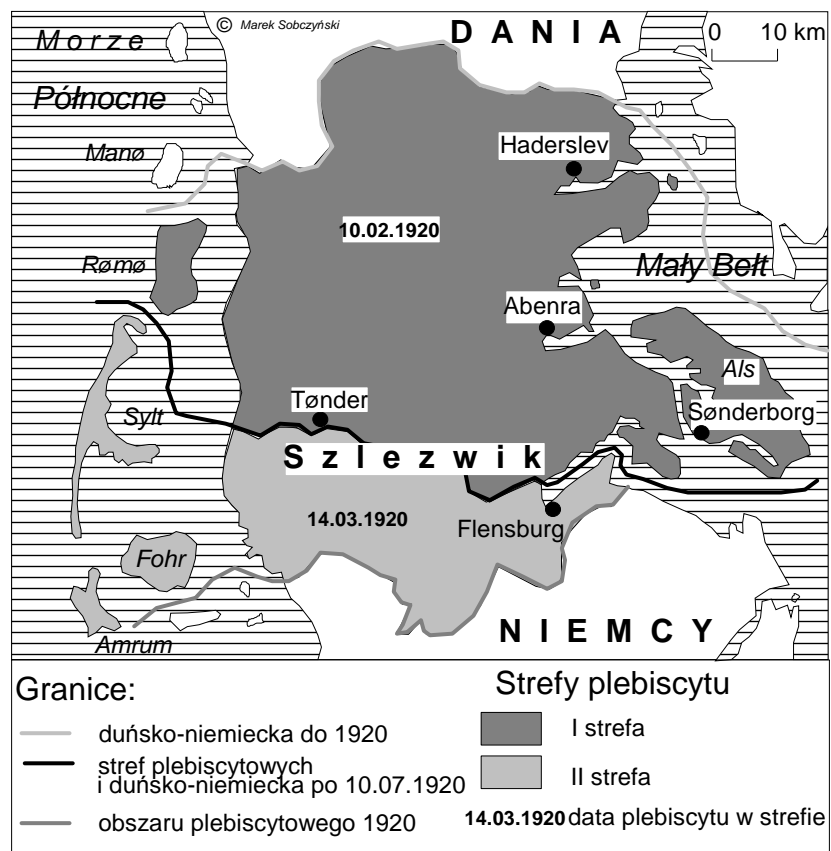 © Marek Sobczyński
D A N I A
0 10 km
Morze
Północne
Manø
Haderslev
10.02.1920
Rømø
Mały Bełt
Abenra
Als
Tønder
Sylt
Sønderborg
Szlezwik
14.03.1920
Flensburg
Fohr
NIEMCY
Amrum
Granice:
duńsko-niemiecka do 1920
stref plebiscytowych
i duńsko-niemiecka po 10.07.1920
obszaru plebiscytowego 1920
Strefy plebiscytu
I strefa
II strefa
14.03.1920 data plebiscytu w strefie